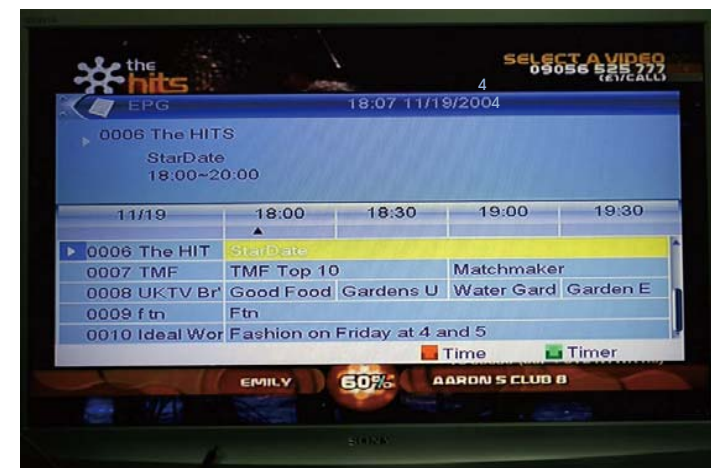 the
hits
SELECT A VIDEO
09056 525 777
(£1/CALL)
4
EPG 18:07 11/19/2004
0006 The HITS
StarDate
18:00~20:00
11/19 18:00 18:30 19:00 19:30
0006 The HIT StarDate
0007 TMF TMF Top 10 Matchmaker
0008 UKTV Br' Good Food Gardens U Water Gard Garden E
0009 f tn Ftn
0010 Ideal Wor Fashion on Friday at 4 and 5
Time Timer
EMILY 60% AARON S CLUB 8
SONY